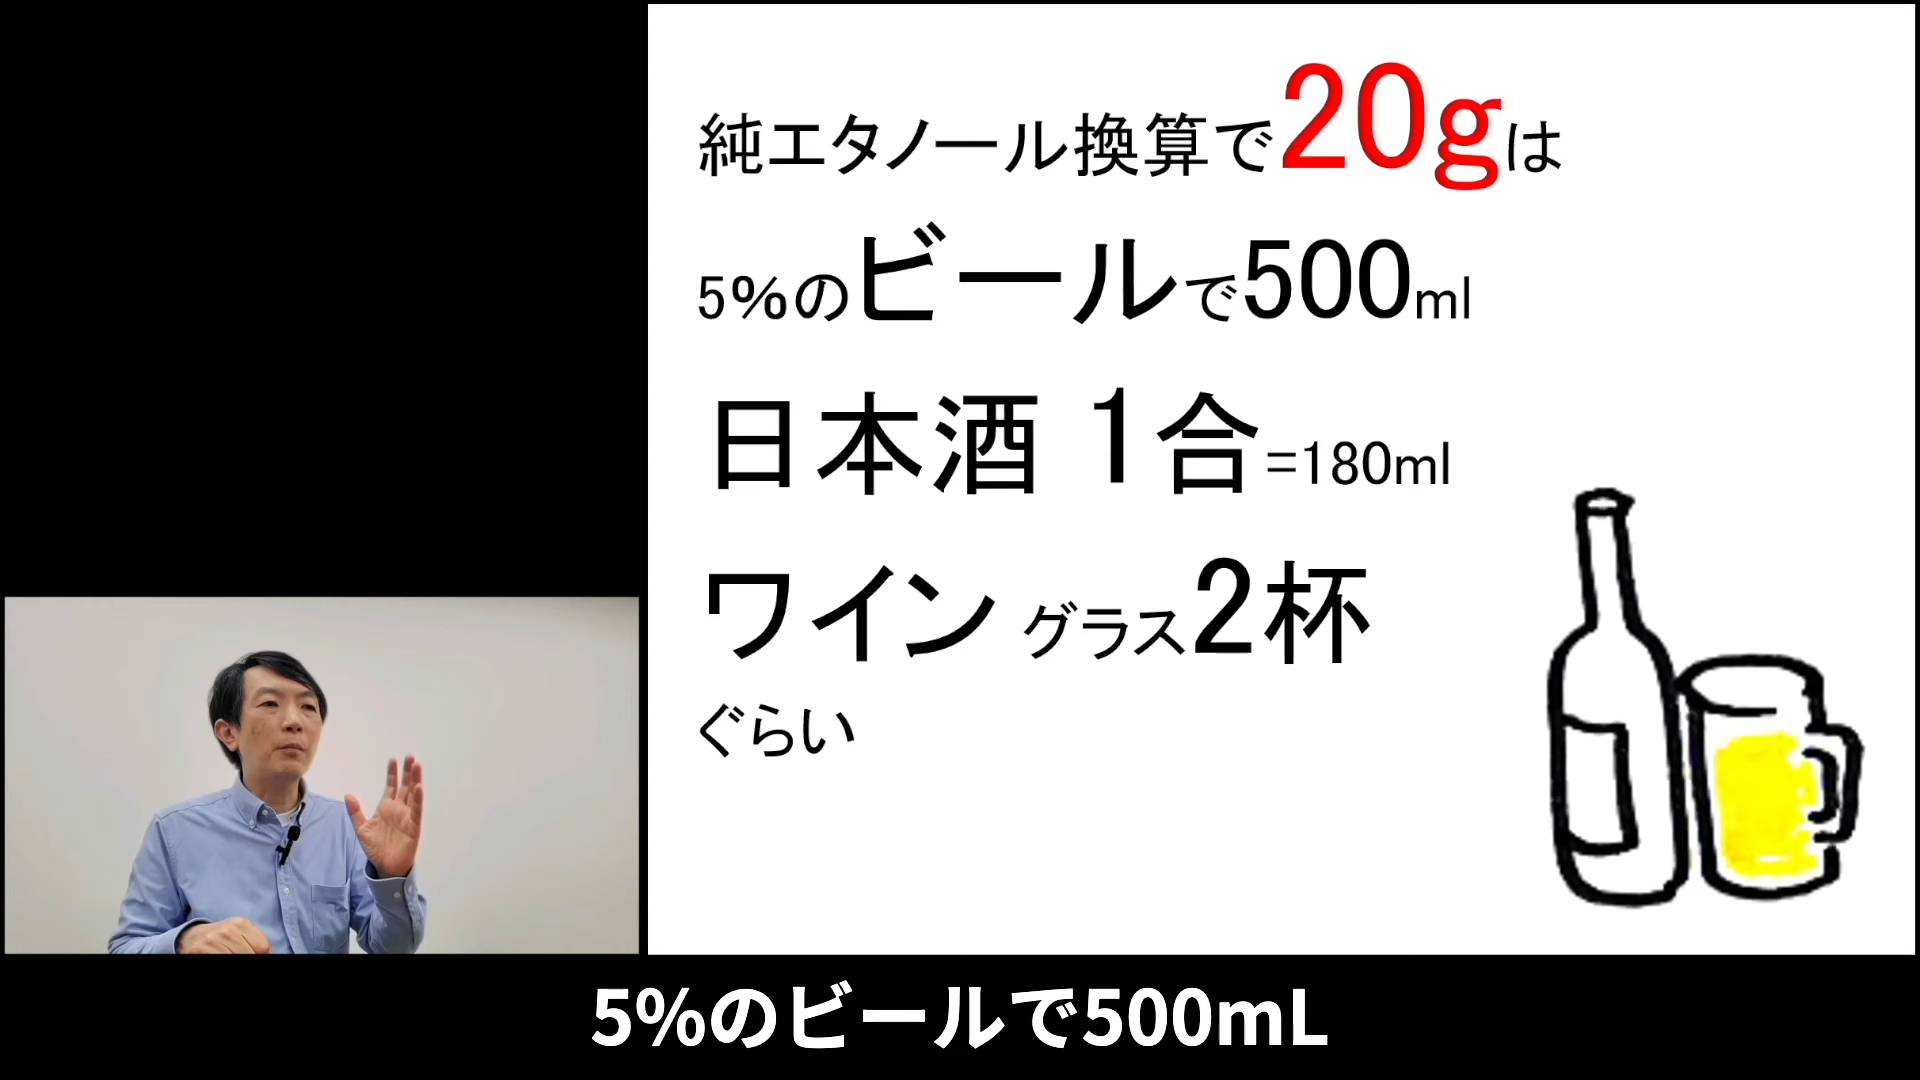 純エタノール換算で20gは
5%のビールで500ml
日本酒 1合=180ml
ワイン グラス2杯
ぐらい
5%のビールで500mL